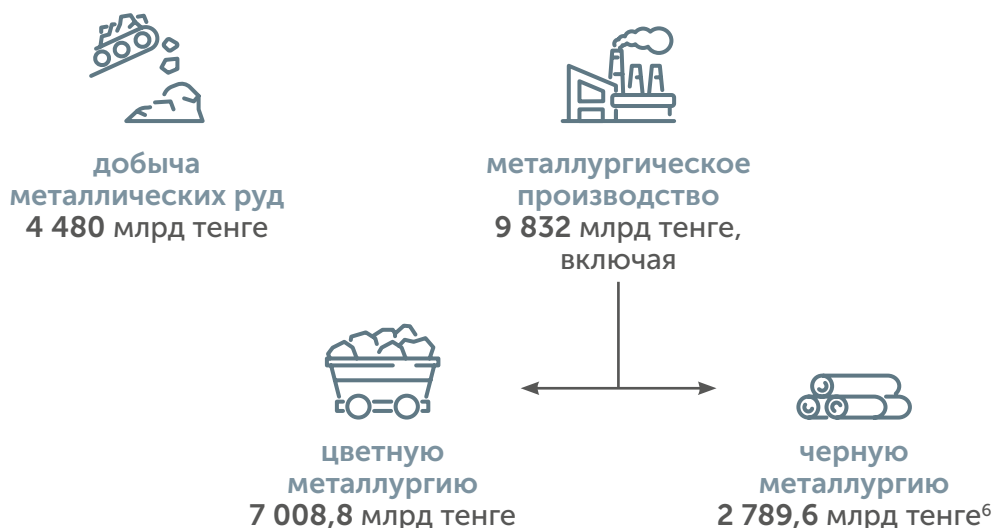 добыча
металлических руд
4 480 млрд тенге
металлургическое
производство
9 832 млрд тенге,
включая
цветную
металлургию
7 008,8 млрд тенге
черную
металлургию
2 789,6 млрд тенге⁶